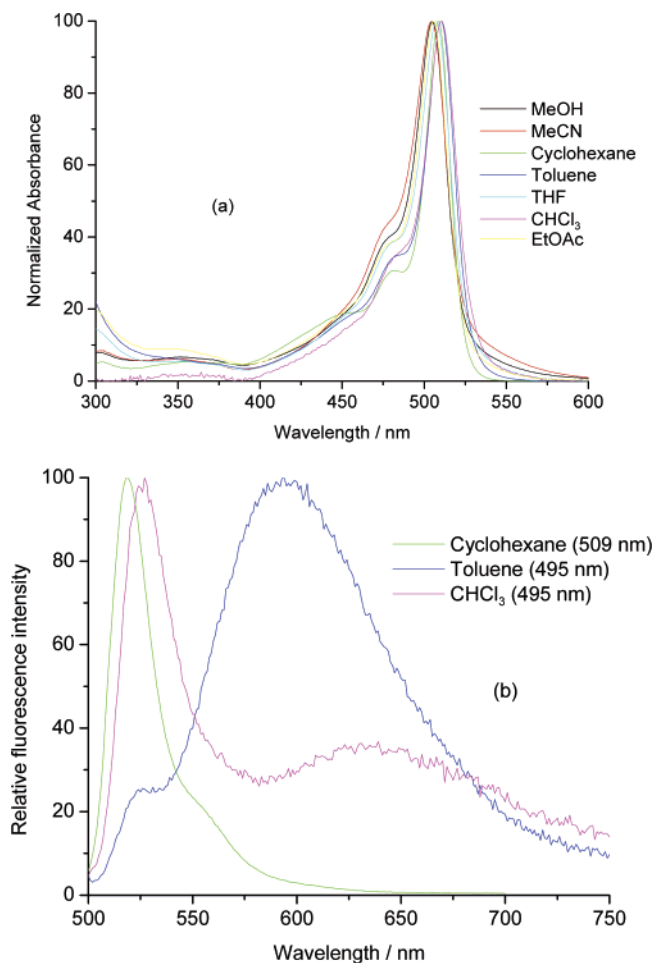 100
80
60
40
20
0
Normalized Absorbance
(a)
MeOH
MeCN
Cyclohexane
Toluene
THF
CHCl₃
EtOAc
300 350 400 450 500 550 600
Wavelength / nm
100
80
60
40
20
0
Relative fluorescence intensity
Cyclohexane (509 nm)
Toluene (495 nm)
CHCl₃ (495 nm)
(b)
500 550 600 650 700 750
Wavelength / nm